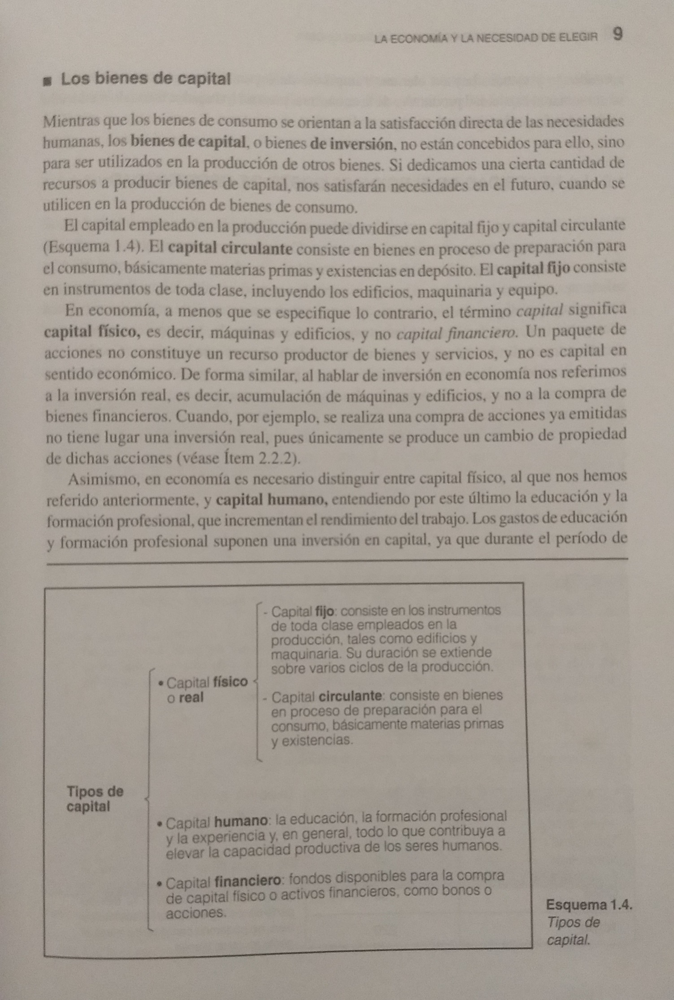 LA ECONOMÍA Y LA NECESIDAD DE ELEGIR 9
■ Los bienes de capital
Mientras que los bienes de consumo se orientan a la satisfacción directa de las necesidades
humanas, los bienes de capital, o bienes de inversión, no están concebidos para ello, sino
para ser utilizados en la producción de otros bienes. Si dedicamos una cierta cantidad de
recursos a producir bienes de capital, nos satisfarán necesidades en el futuro, cuando se
utilicen en la producción de bienes de consumo.
El capital empleado en la producción puede dividirse en capital fijo y capital circulante
(Esquema 1.4). El capital circulante consiste en bienes en proceso de preparación para
el consumo, básicamente materias primas y existencias en depósito. El capital fijo consiste
en instrumentos de toda clase, incluyendo los edificios, maquinaria y equipo.
En economía, a menos que se especifique lo contrario, el término capital significa
capital físico, es decir, máquinas y edificios, y no capital financiero. Un paquete de
acciones no constituye un recurso productor de bienes y servicios, y no es capital en
sentido económico. De forma similar, al hablar de inversión en economía nos referimos
a la inversión real, es decir, acumulación de máquinas y edificios, y no a la compra de
bienes financieros. Cuando, por ejemplo, se realiza una compra de acciones ya emitidas
no tiene lugar una inversión real, pues únicamente se produce un cambio de propiedad
de dichas acciones (véase Ítem 2.2.2).
Asimismo, en economía es necesario distinguir entre capital físico, al que nos hemos
referido anteriormente, y capital humano, entendiendo por este último la educación y la
formación profesional, que incrementan el rendimiento del trabajo. Los gastos de educación
y formación profesional suponen una inversión en capital, ya que durante el período de
Tipos de
capital
• Capital físico
o real
- Capital fijo: consiste en los instrumentos
de toda clase empleados en la
producción, tales como edificios y
maquinaria. Su duración se extiende
sobre varios ciclos de la producción.
- Capital circulante: consiste en bienes
en proceso de preparación para el
consumo, básicamente materias primas
y existencias.
• Capital humano: la educación, la formación profesional
y la experiencia y, en general, todo lo que contribuya a
elevar la capacidad productiva de los seres humanos.
• Capital financiero: fondos disponibles para la compra
de capital físico o activos financieros, como bonos o
acciones.
Esquema 1.4.
Tipos de
capital.